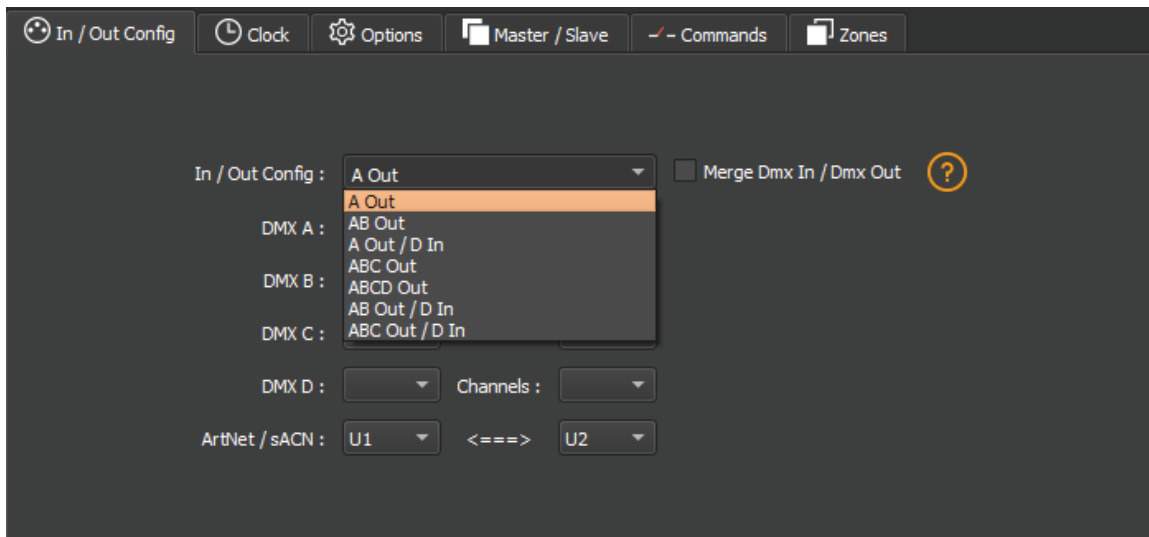 In / Out Config Clock Options Master / Slave Commands Zones
In / Out Config : A Out Merge Dmx In / Dmx Out ?
A Out
DMX A : AB Out
A Out / D In
ABC Out
DMX B : ABCD Out
AB Out / D In
DMX C : ABC Out / D In
DMX D : Channels :
ArtNet / sACN : U1 <===> U2